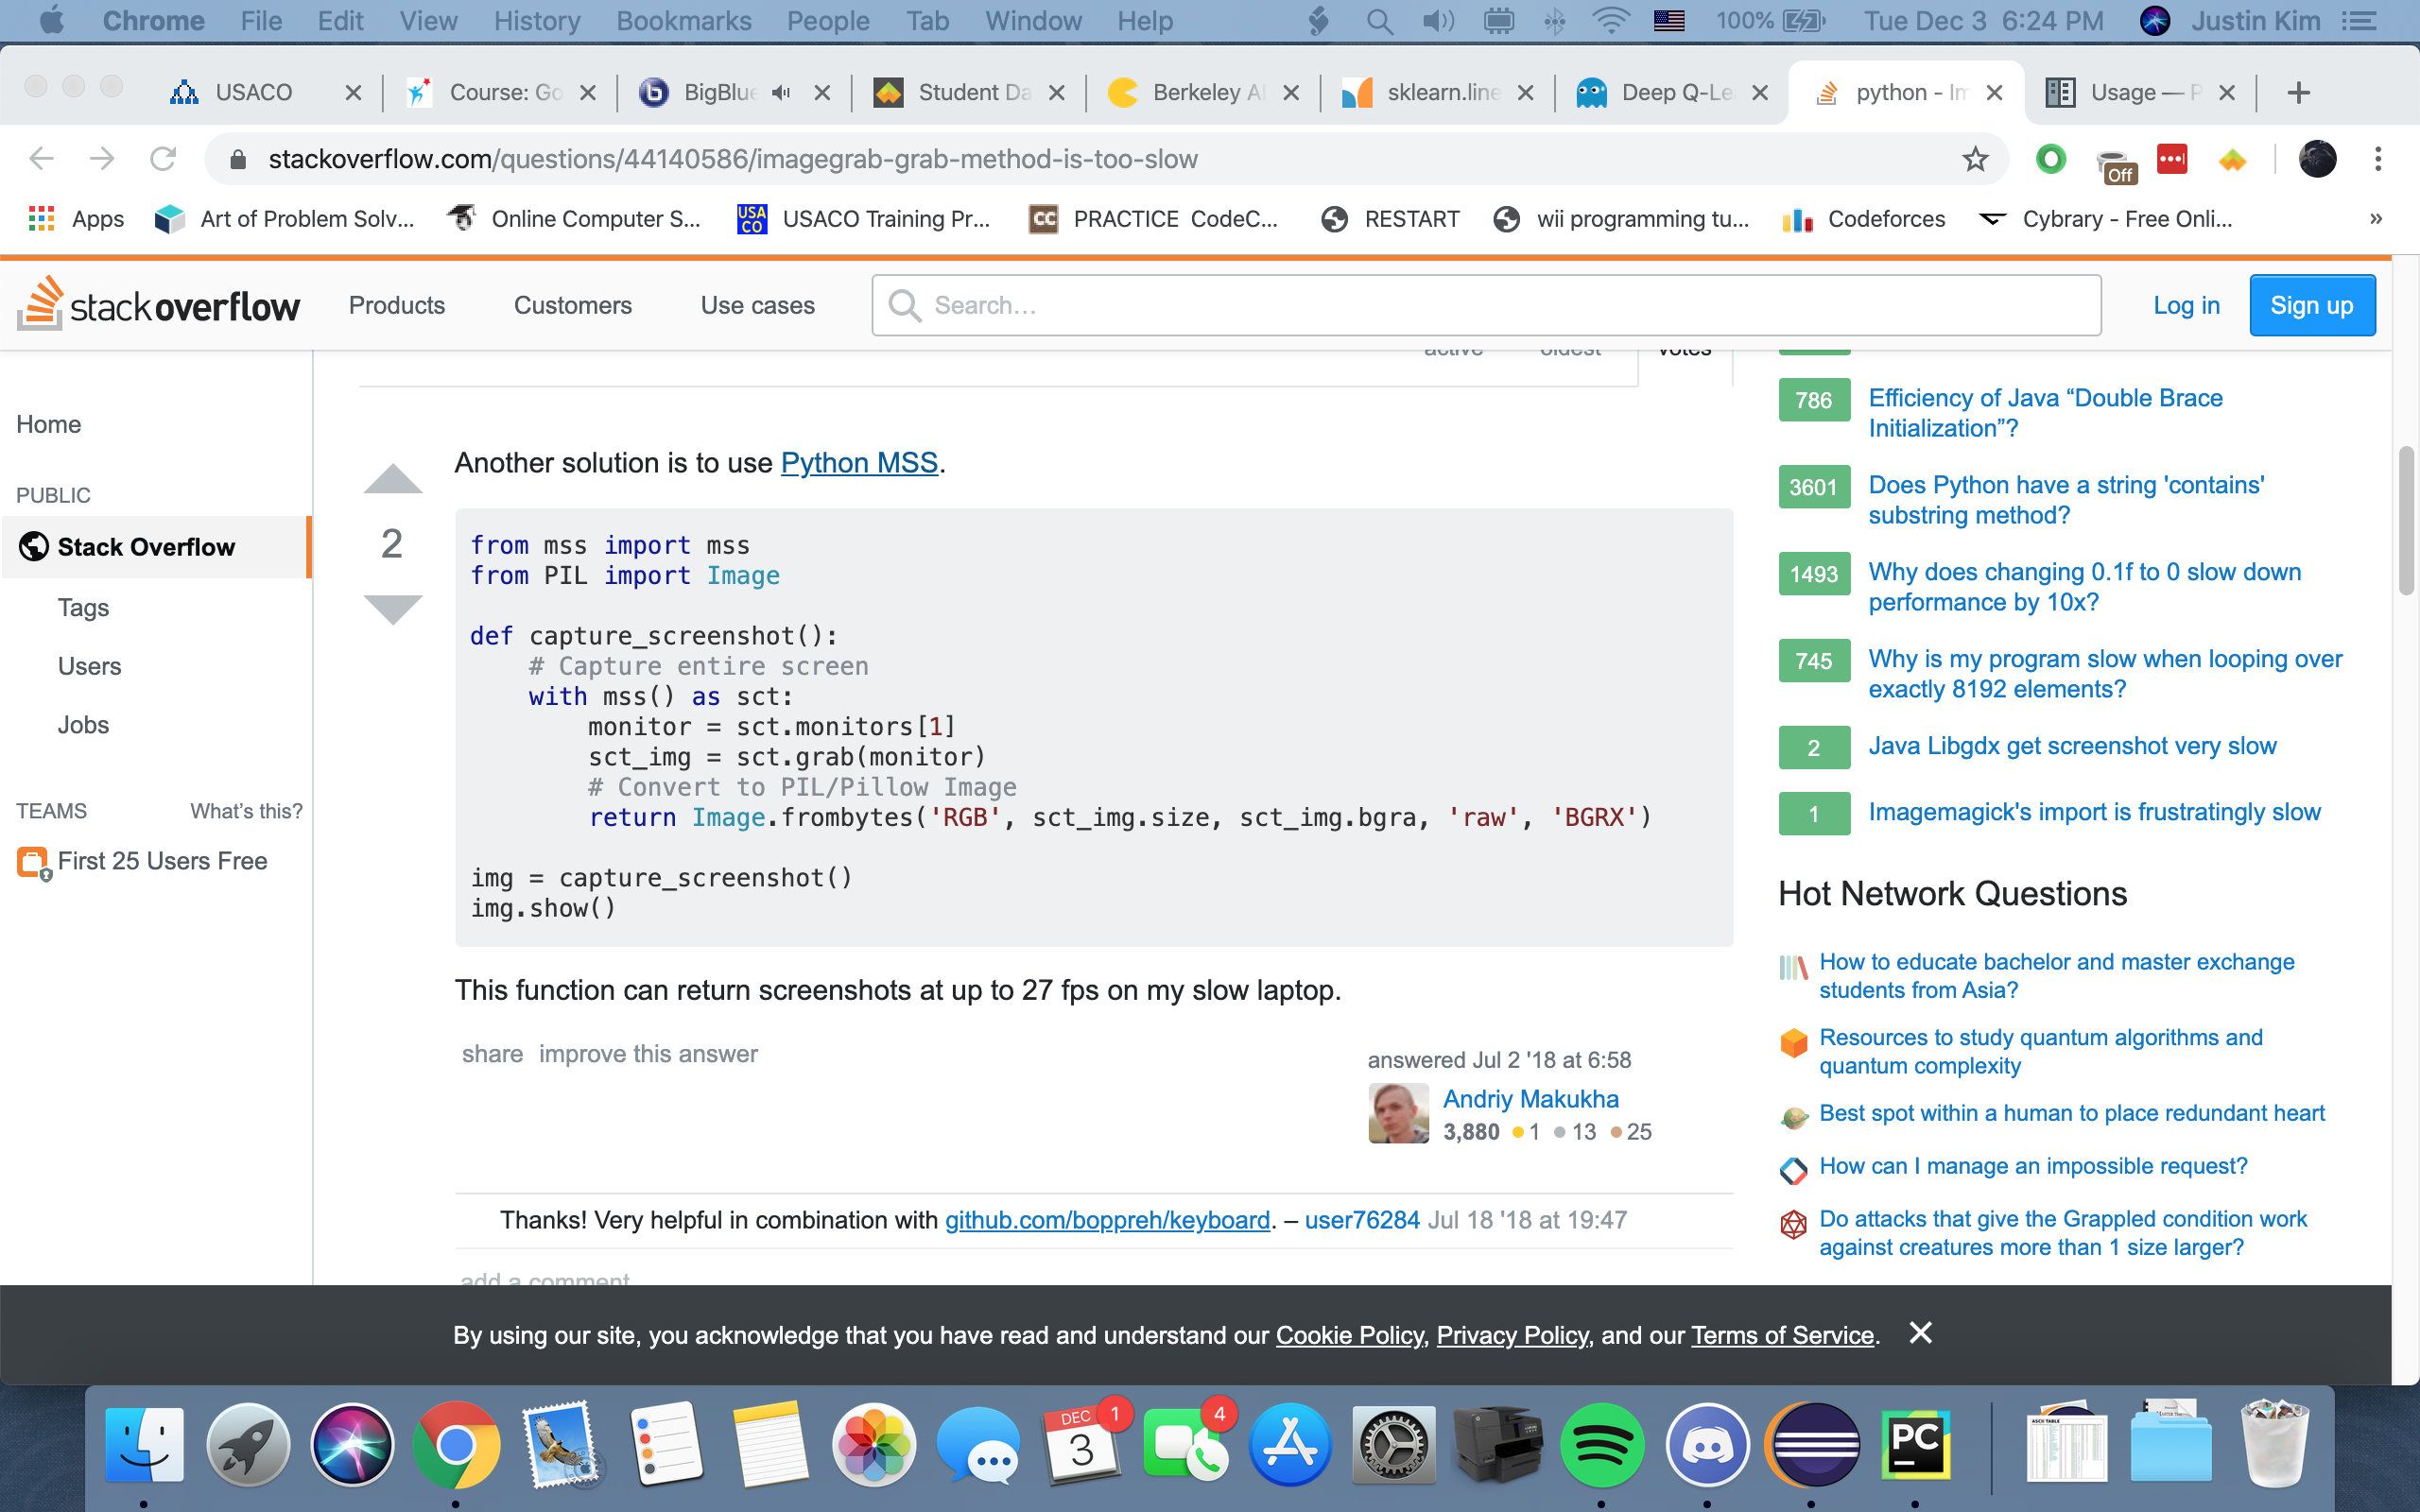 Chrome File Edit View History Bookmarks People Tab Window Help 100% Tue Dec 3 6:24 PM Justin Kim
USACO Course: Go BigBlue Student Da Berkeley AI sklearn.line Deep Q-Le python - Im Usage — P
stackoverflow.com/questions/44140586/imagegrab-grab-method-is-too-slow
Off
Apps Art of Problem Solv... Online Computer S... USACO Training Pr... PRACTICE CodeC... RESTART wii programming tu... Codeforces Cybrary - Free Onli... »
stackoverflow Products Customers Use cases Search... Log in Sign up
active oldest votes
Home
PUBLIC
Stack Overflow
Tags
Users
Jobs
TEAMS What's this?
First 25 Users Free
Another solution is to use Python MSS.
2
from mss import mss
from PIL import Image
def capture_screenshot():
# Capture entire screen
with mss() as sct:
monitor = sct.monitors[1]
sct_img = sct.grab(monitor)
# Convert to PIL/Pillow Image
return Image.frombytes('RGB', sct_img.size, sct_img.bgra, 'raw', 'BGRX')
img = capture_screenshot()
img.show()
This function can return screenshots at up to 27 fps on my slow laptop.
share improve this answer
answered Jul 2 '18 at 6:58
Andriy Makukha
3,880 1 13 25
Thanks! Very helpful in combination with github.com/boppreh/keyboard. – user76284 Jul 18 '18 at 19:47
add a comment
786 Efficiency of Java “Double Brace
Initialization”?
3601 Does Python have a string 'contains'
substring method?
1493 Why does changing 0.1f to 0 slow down
performance by 10x?
745 Why is my program slow when looping over
exactly 8192 elements?
2 Java Libgdx get screenshot very slow
1 Imagemagick's import is frustratingly slow
Hot Network Questions
How to educate bachelor and master exchange
students from Asia?
Resources to study quantum algorithms and
quantum complexity
Best spot within a human to place redundant heart
How can I manage an impossible request?
Do attacks that give the Grappled condition work
against creatures more than 1 size larger?
By using our site, you acknowledge that you have read and understand our Cookie Policy, Privacy Policy, and our Terms of Service.
DEC 3 1 4 PC
ASCII TABLE